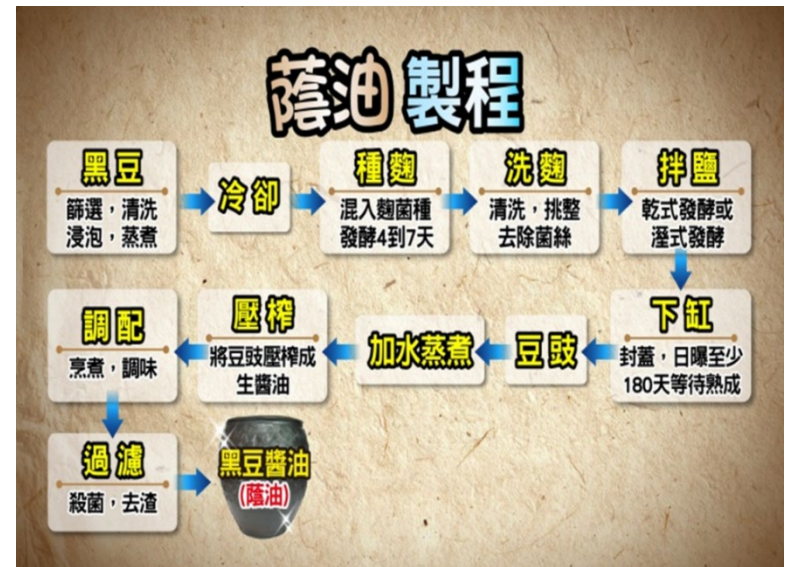 蔭油 製程
黑豆
篩選，清洗
浸泡，蒸煮
冷卻
種麴
混入麴菌種
發酵4到7天
洗麴
清洗，挑整
去除菌絲
拌鹽
乾式發酵或
溼式發酵
下缸
封蓋，日曝至少
180天等待熟成
豆豉
加水蒸煮
壓榨
將豆豉壓榨成
生醬油
調配
烹煮，調味
過濾
殺菌，去渣
黑豆醬油
(蔭油)